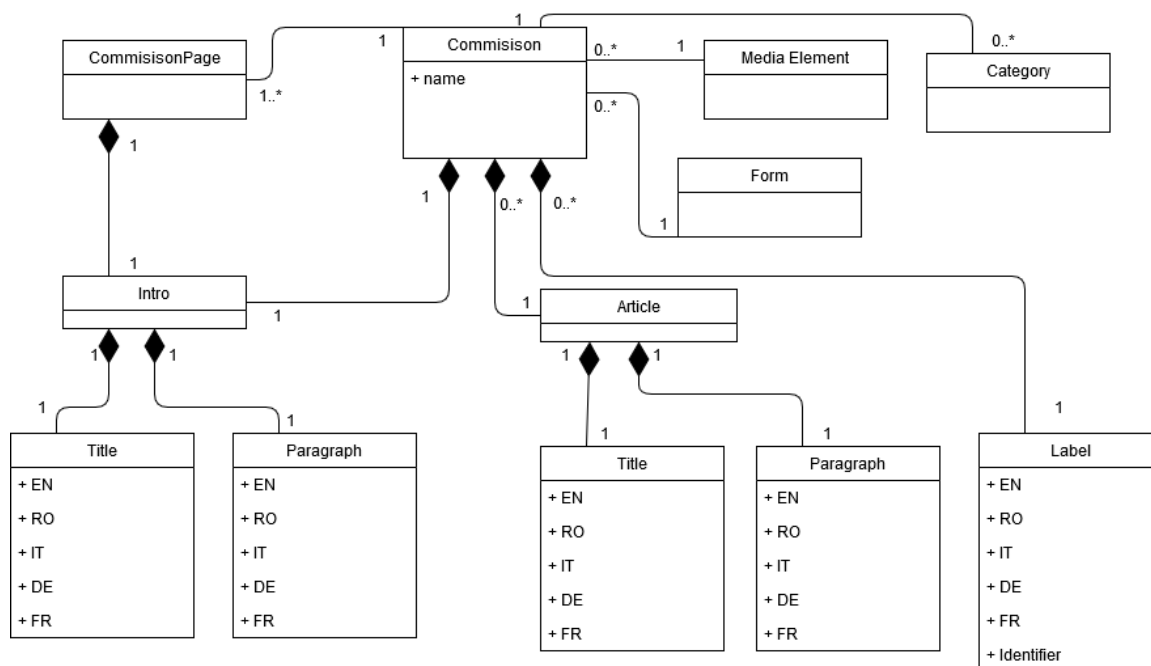 1
CommisisonPage
1
Commisison
0..*
1
Media Element
0..*
Category
+ name
1..*
0..*
1
1
0..*
0..*
Form
1
1
Intro
1
1
Article
1
1
1
1
1
1
1
1
1
1
Title
+ EN
+ RO
+ IT
+ DE
+ FR
Paragraph
+ EN
+ RO
+ IT
+ DE
+ FR
Title
+ EN
+ RO
+ IT
+ DE
+ FR
Paragraph
+ EN
+ RO
+ IT
+ DE
+ FR
Label
+ EN
+ RO
+ IT
+ DE
+ FR
+ Identifier